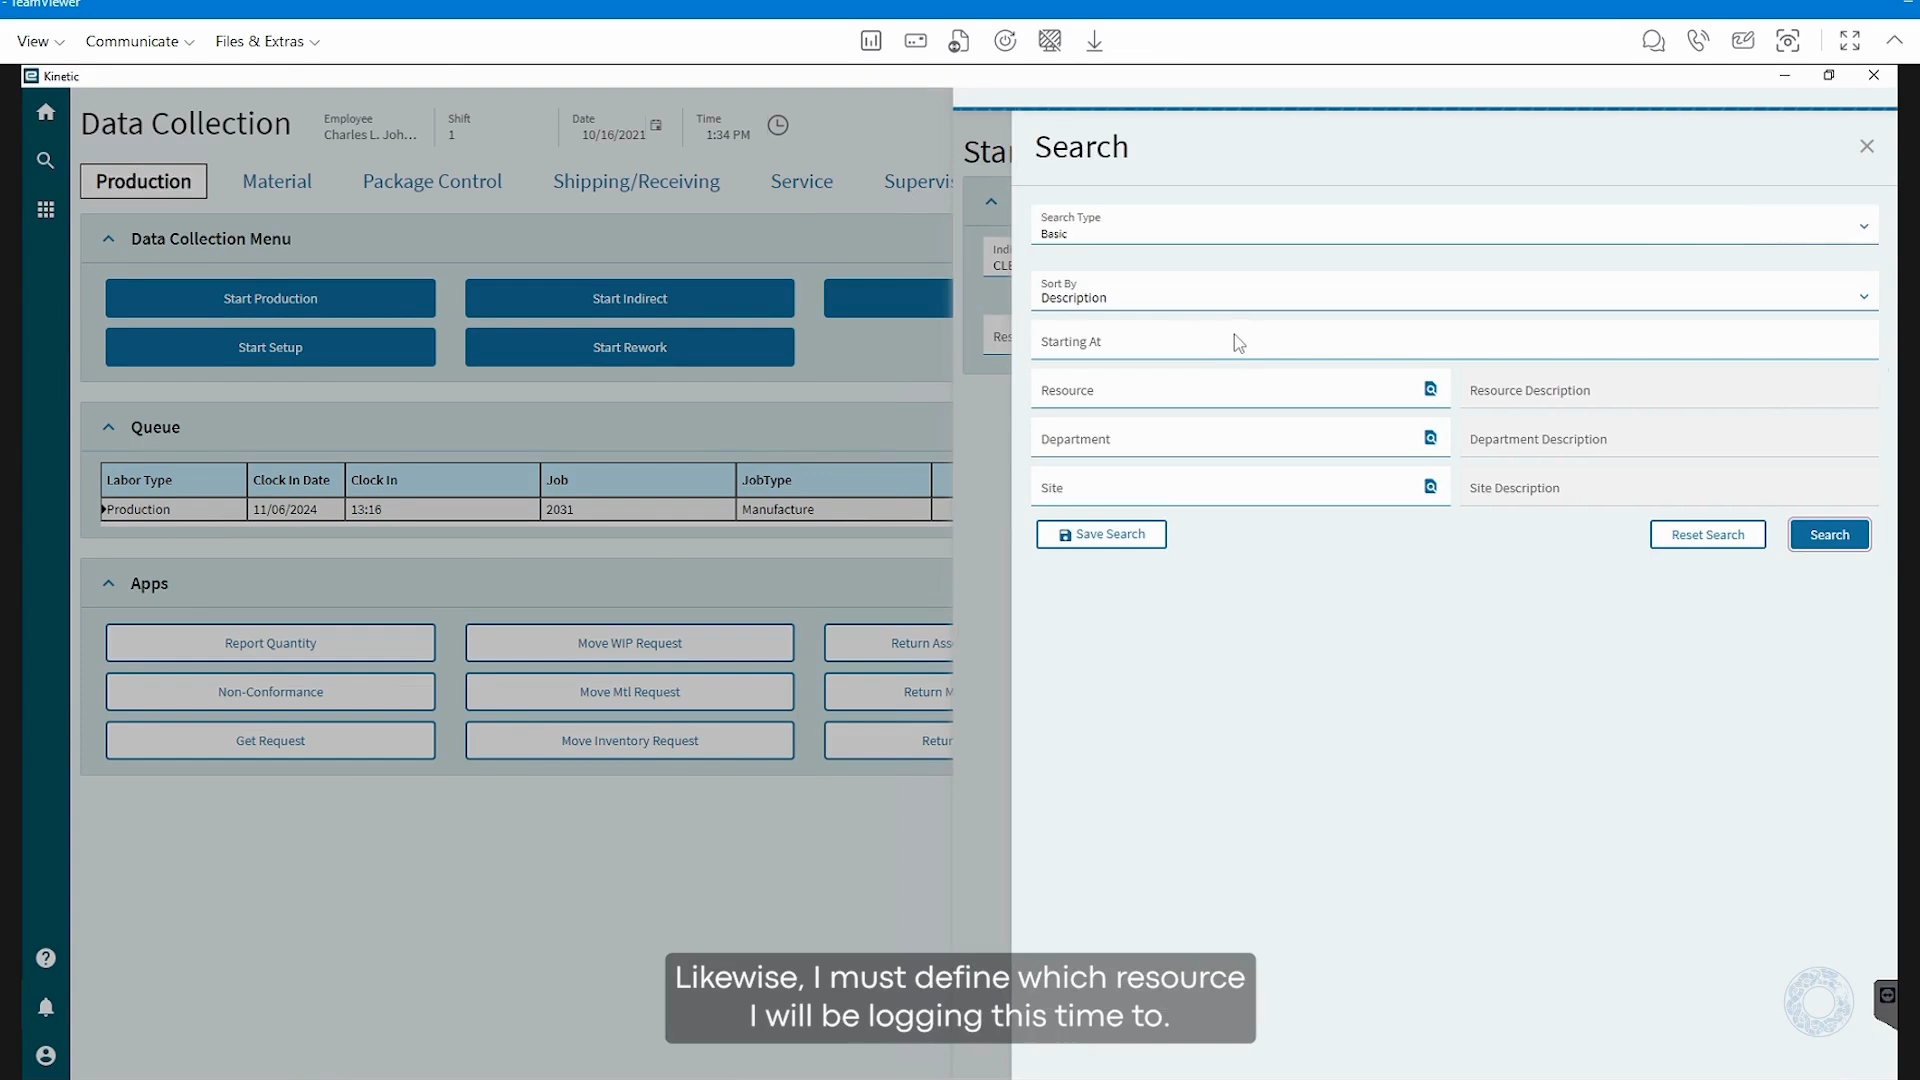 - TeamViewer
View
Communicate
Files & Extras
Kinetic
Data Collection
Employee
Charles L. Joh...
Shift
1
Date
10/16/2021
Time
1:34 PM
Production
Material
Package Control
Shipping/Receiving
Service
Supervis
Data Collection Menu
Start Production
Start Indirect
Start Setup
Start Rework
Queue
Labor Type
Clock In Date
Clock In
Job
JobType
Production
11/06/2024
13:16
2031
Manufacture
Apps
Report Quantity
Move WIP Request
Return Ass
Non-Conformance
Move Mtl Request
Return M
Get Request
Move Inventory Request
Retur
Star
Indi
CLE
Res
Search
Search Type
Basic
Sort By
Description
Starting At
Resource
Resource Description
Department
Department Description
Site
Site Description
Save Search
Reset Search
Search
Likewise, I must define which resource
I will be logging this time to.